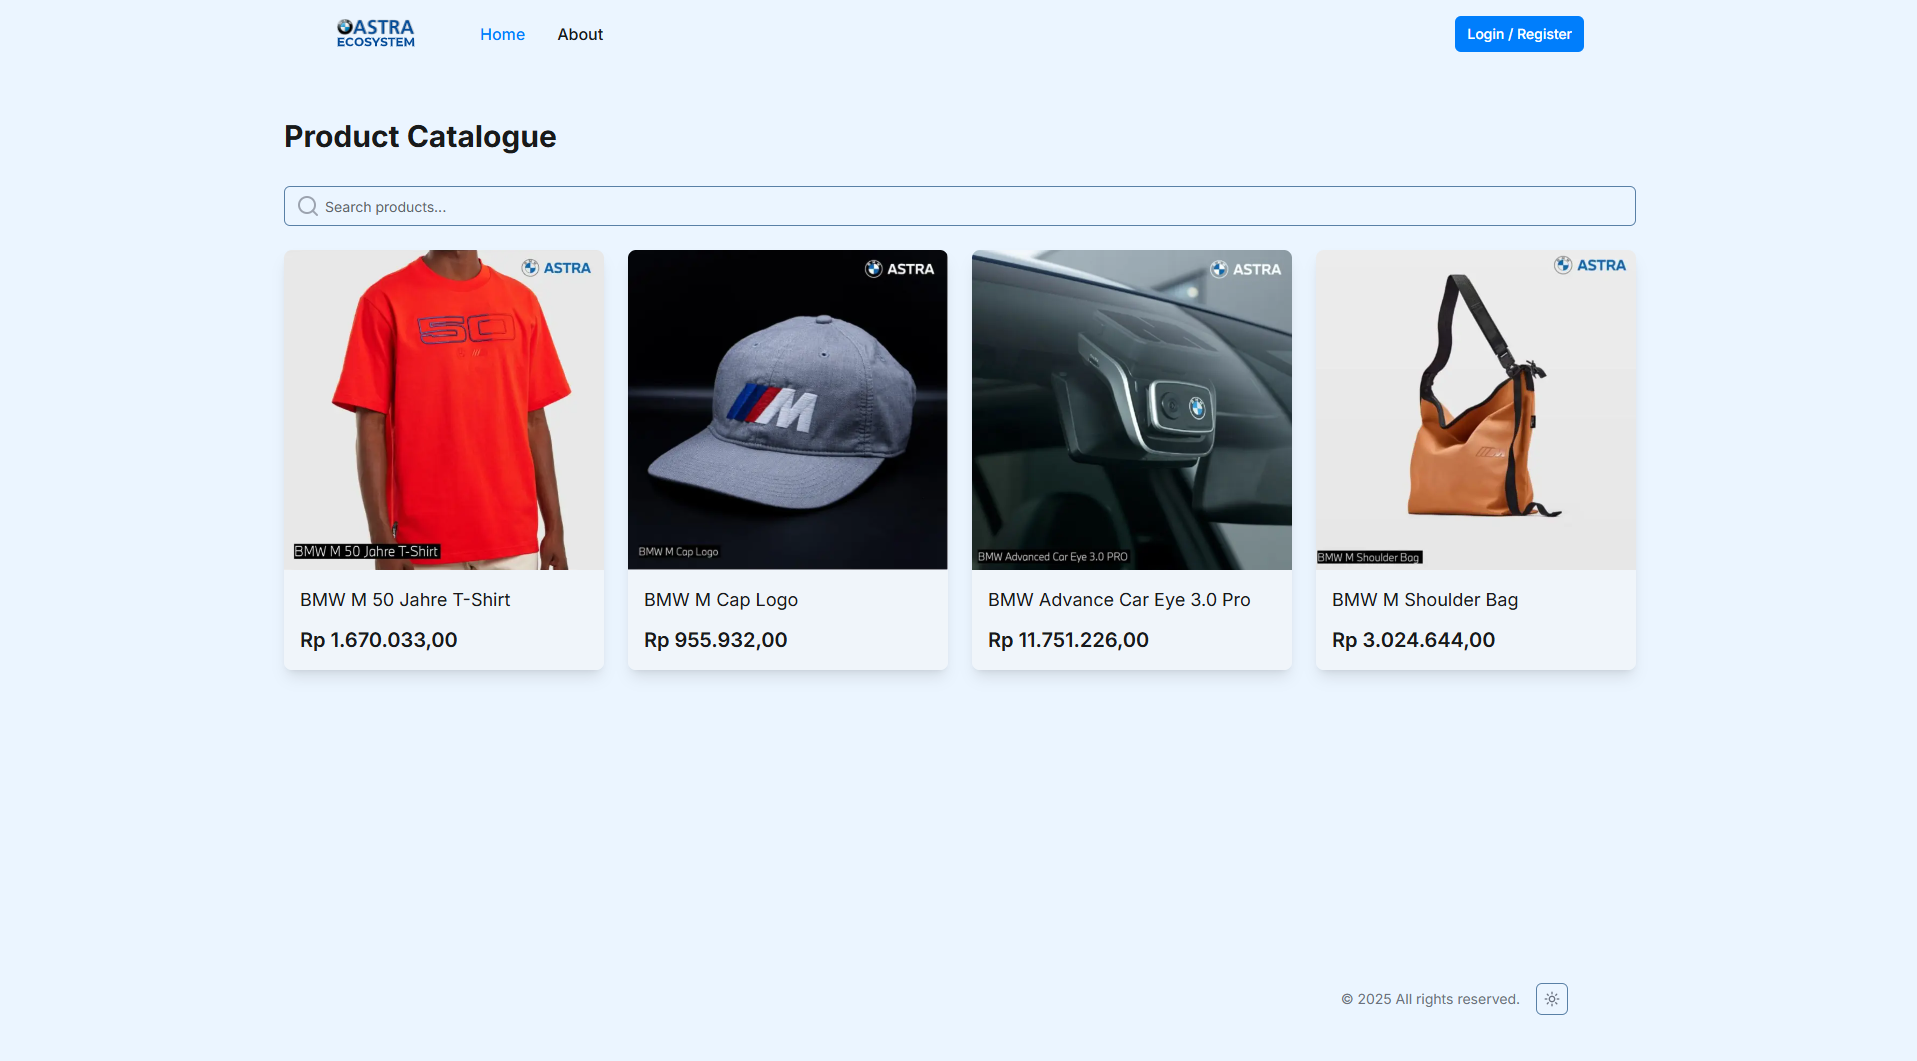 ASTRA
ECOSYSTEM
Home
About
Login / Register
Product Catalogue
Search products...
ASTRA
50
BMW M 50 Jahre T-Shirt
BMW M 50 Jahre T-Shirt
Rp 1.670.033,00
ASTRA
M
BMW M Cap Logo
BMW M Cap Logo
Rp 955.932,00
ASTRA
BMW Advanced Car Eye 3.0 PRO
BMW Advance Car Eye 3.0 Pro
Rp 11.751.226,00
ASTRA
BMW M Shoulder Bag
BMW M Shoulder Bag
Rp 3.024.644,00
© 2025 All rights reserved.